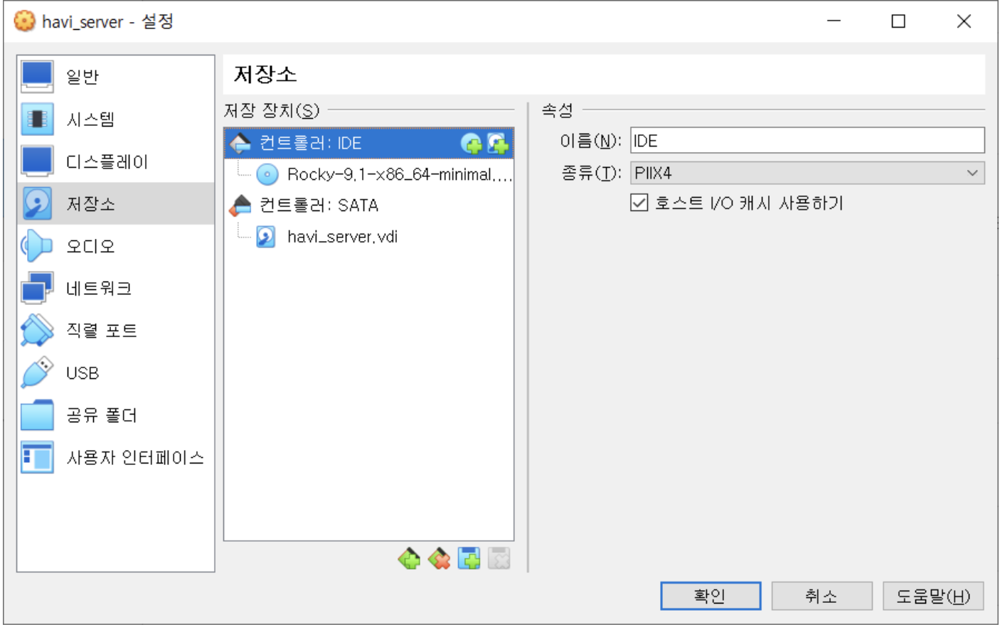 havi_server - 설정
일반
시스템
디스플레이
저장소
오디오
네트워크
직렬 포트
USB
공유 폴더
사용자 인터페이스
저장소
저장 장치(S)
컨트롤러: IDE
Rocky-9.1-x86_64-minimal....
컨트롤러: SATA
havi_server.vdi
속성
이름(N): IDE
종류(T): PIIX4
호스트 I/O 캐시 사용하기
확인 취소 도움말(H)